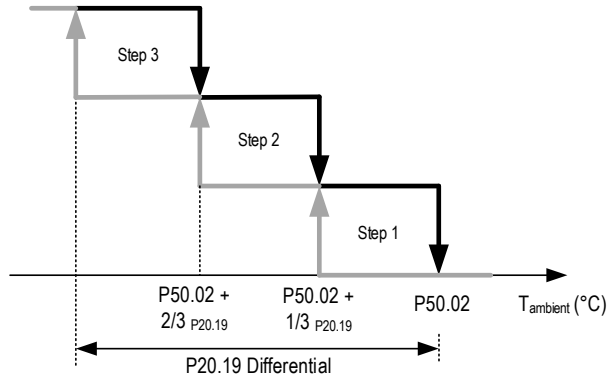 Step 3
Step 2
Step 1
P50.02 +
2/3 P20.19
P50.02 +
1/3 P20.19
P50.02
Tambient (°C)
P20.19 Differential